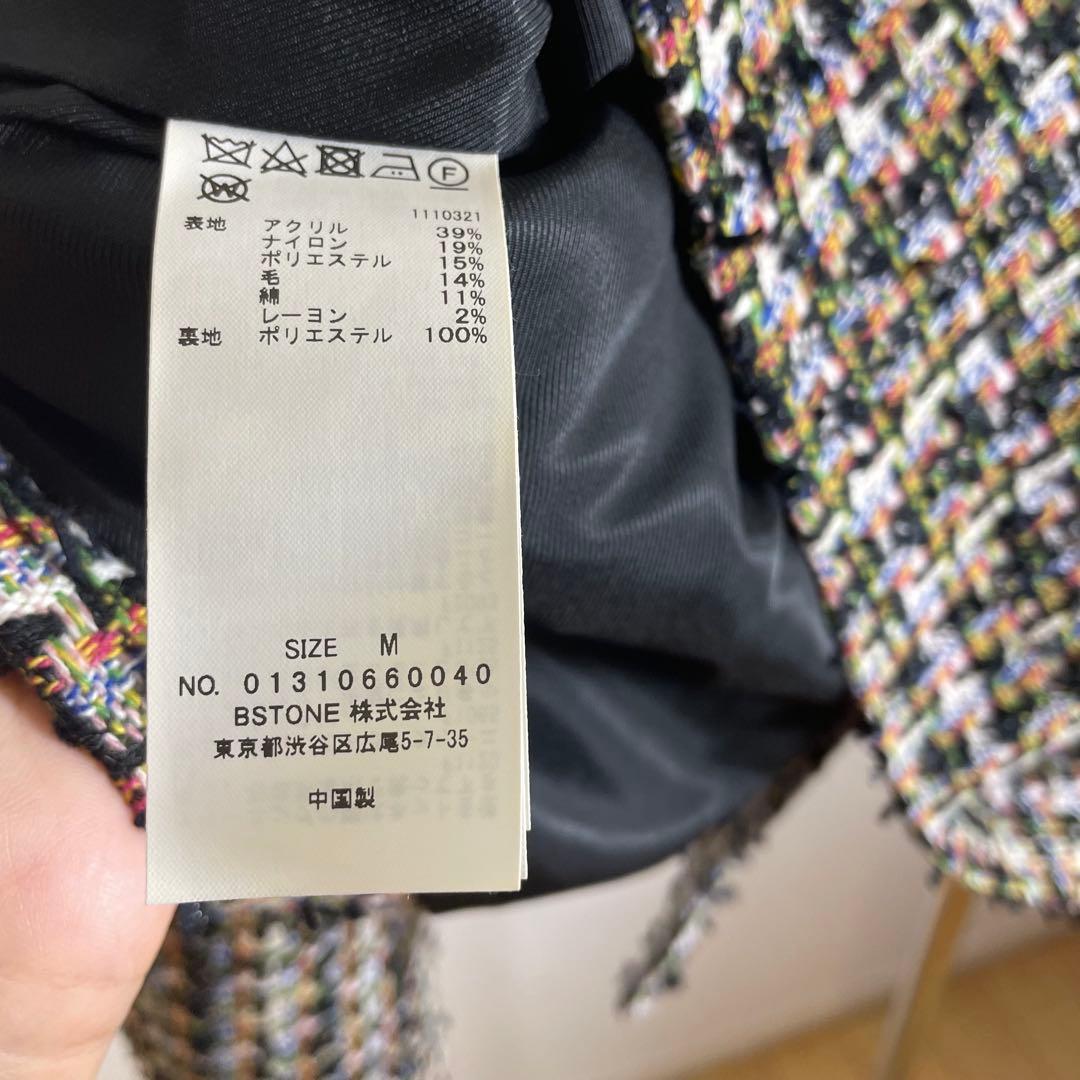 F
W
1110321
表地 アクリル 39%
ナイロン 19%
ポリエステル 15%
毛 14%
綿 11%
レーヨン 2%
裏地 ポリエステル 100%
SIZE M
NO. 01310660040
BSTONE 株式会社
東京都渋谷区広尾5-7-35
中国製